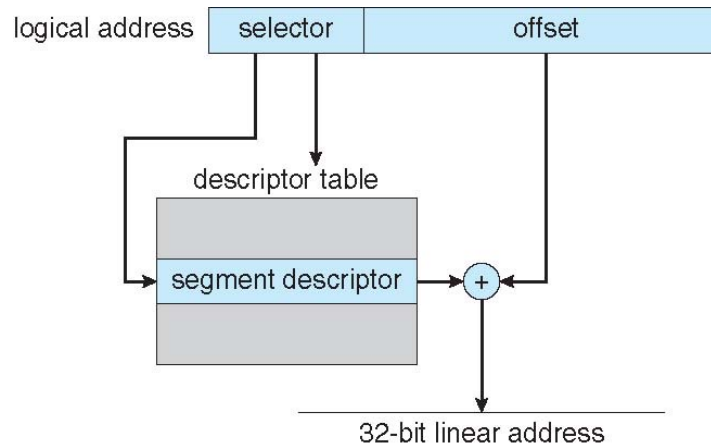 logical address selector offset
descriptor table
segment descriptor +
32-bit linear address